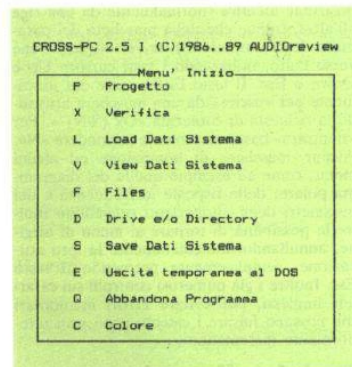 CROSS-PC 2.5 I (C)1986..89 AUDIOreview
Menu' Inizio
P Progetto
X Verifica
L Load Dati Sistema
V View Dati Sistema
F Files
D Drive e/o Directory
S Save Dati Sistema
E Uscita temporanea al DOS
Q Abbandona Programma
C Colore